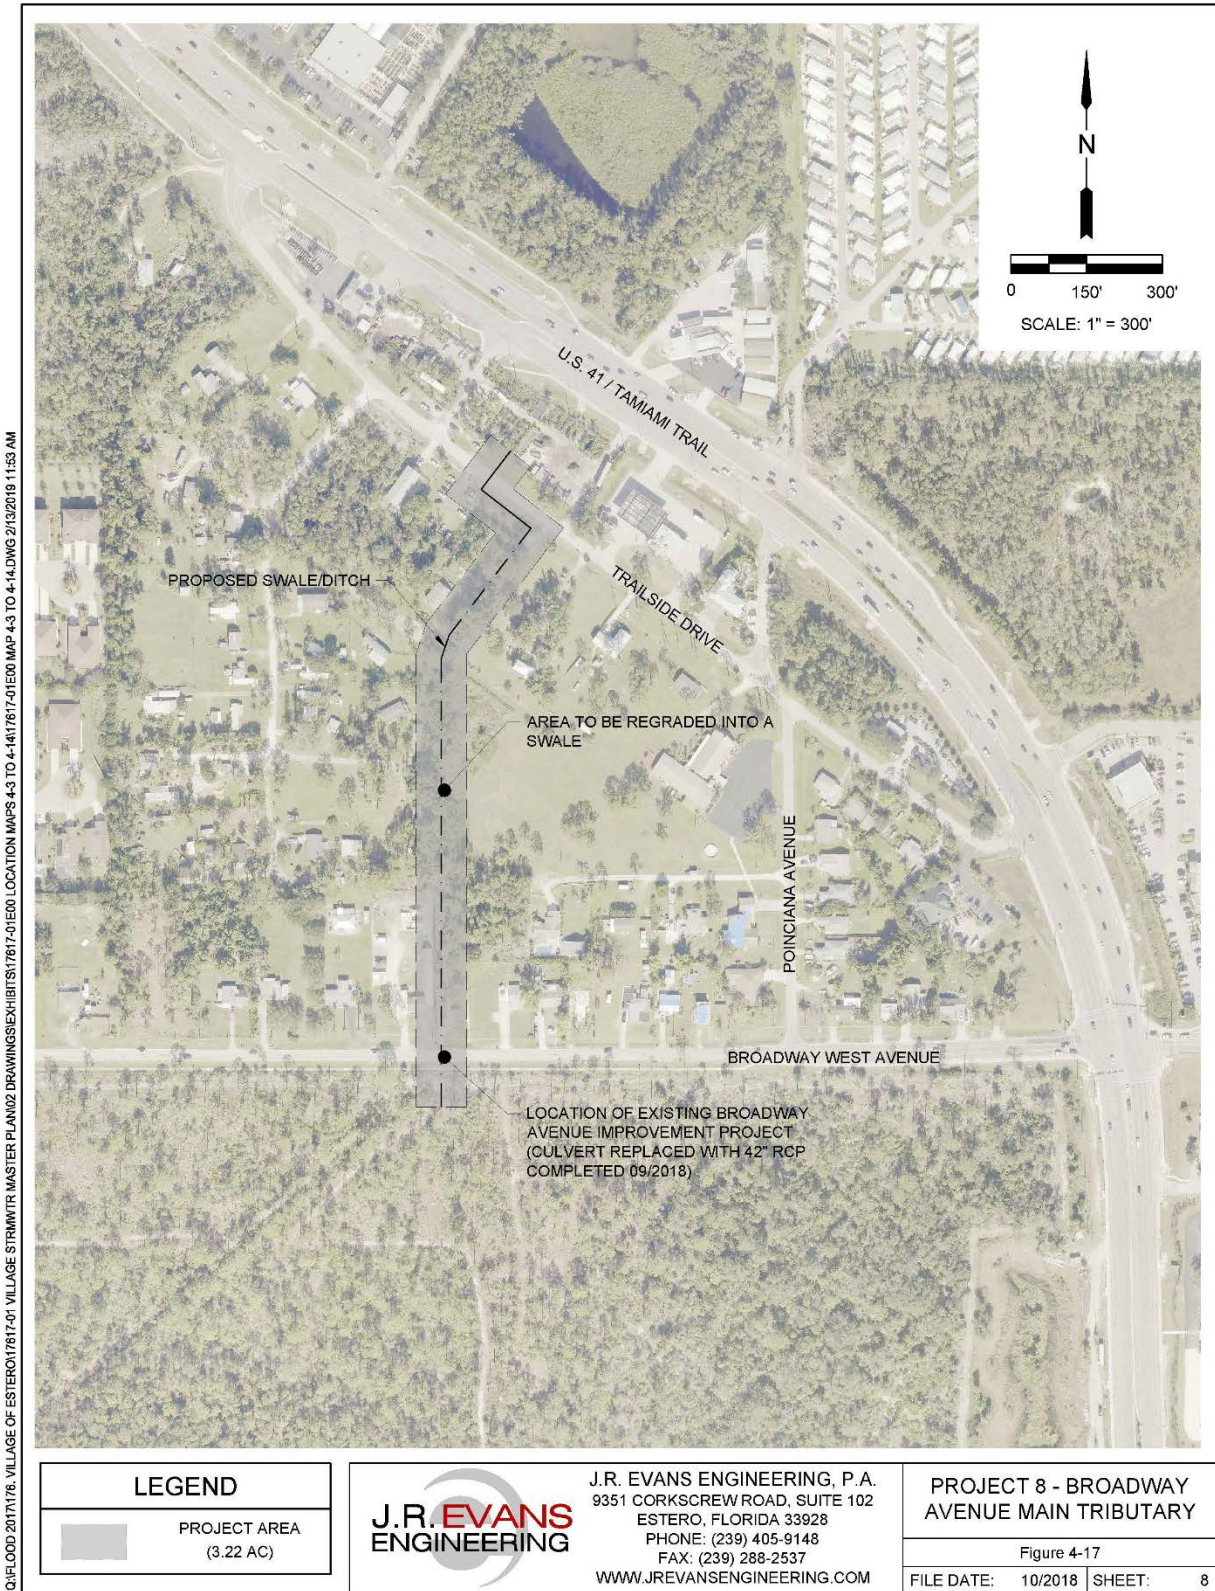 N
0 150' 300'
SCALE: 1" = 300'
U.S. 41 / TAMIAMI TRAIL
PROPOSED SWALE/DITCH
TRAILSIDE DRIVE
AREA TO BE REGRADED INTO A
SWALE
POINCIANA AVENUE
BROADWAY WEST AVENUE
LOCATION OF EXISTING BROADWAY
AVENUE IMPROVEMENT PROJECT
(CULVERT REPLACED WITH 42" RCP
COMPLETED 09/2018)
Q:\FLOOD 2017\176. VILLAGE OF ESTERO\17617-01 VILLAGE STRMWTR MASTER PLAN\02 DRAWINGS\EXHIBITS\17617-01E00 LOCATION MAPS 4-3 TO 4-14\17617-01E00 MAP 4-3 TO 4-14.DWG 2/13/2019 11:53 AM
LEGEND
PROJECT AREA
(3.22 AC)
J.R. EVANS
ENGINEERING
J.R. EVANS ENGINEERING, P.A.
9351 CORKSCREW ROAD, SUITE 102
ESTERO, FLORIDA 33928
PHONE: (239) 405-9148
FAX: (239) 288-2537
WWW.JREVANSENGINEERING.COM
PROJECT 8 - BROADWAY
AVENUE MAIN TRIBUTARY
Figure 4-17
FILE DATE: 10/2018 SHEET: 8